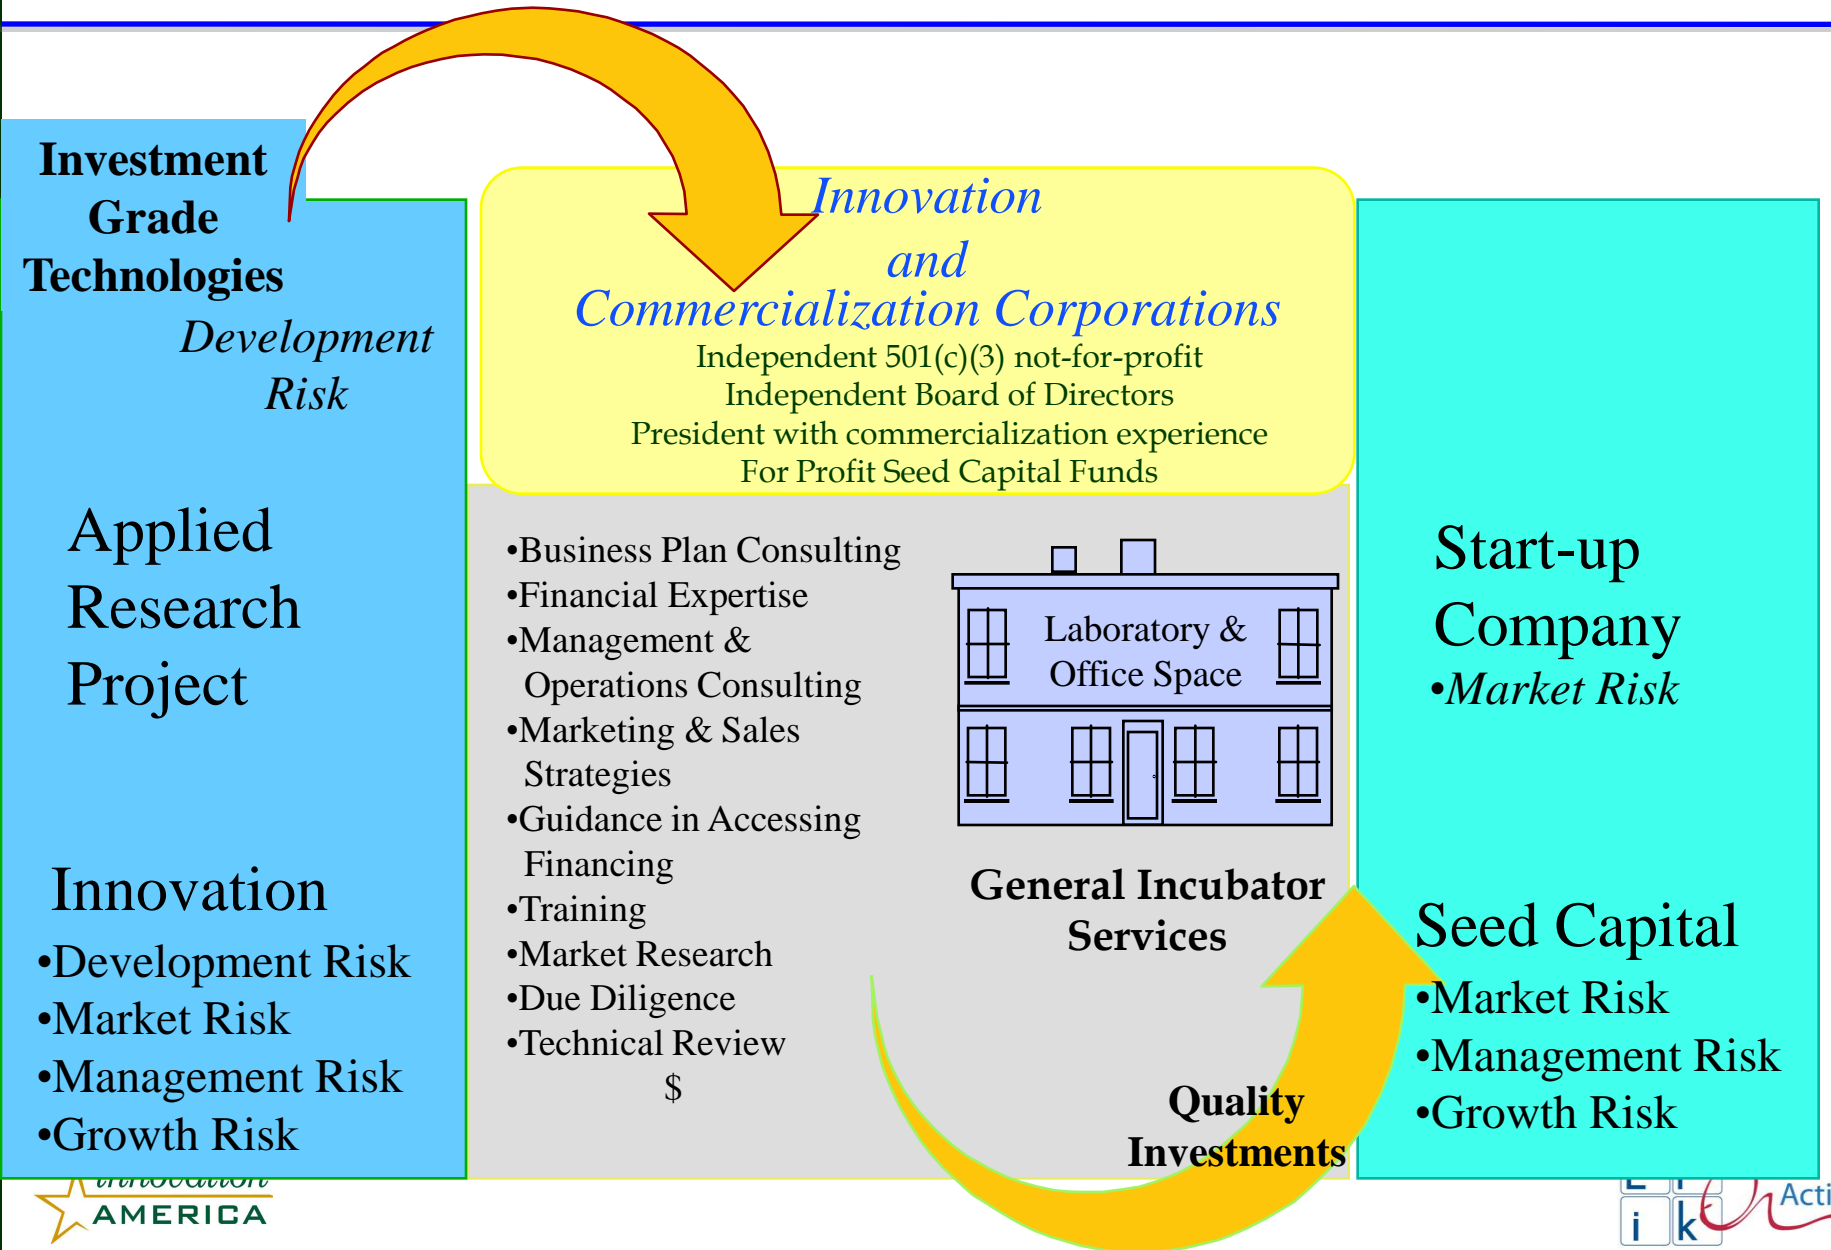 Investment
Grade
Technologies
Development
Risk
Applied
Research
Project
Innovation
•Development Risk
•Market Risk
•Management Risk
•Growth Risk
Innovation
and
Commercialization Corporations
Independent 501(c)(3) not-for-profit
Independent Board of Directors
President with commercialization experience
For Profit Seed Capital Funds
•Business Plan Consulting
•Financial Expertise
•Management &
Operations Consulting
•Marketing & Sales
Strategies
•Guidance in Accessing
Financing
•Training
•Market Research
•Due Diligence
•Technical Review
$
Laboratory &
Office Space
General Incubator
Services
Quality
Investments
Start-up
Company
•Market Risk
Seed Capital
•Market Risk
•Management Risk
•Growth Risk
innovation
AMERICA
i k
Acti